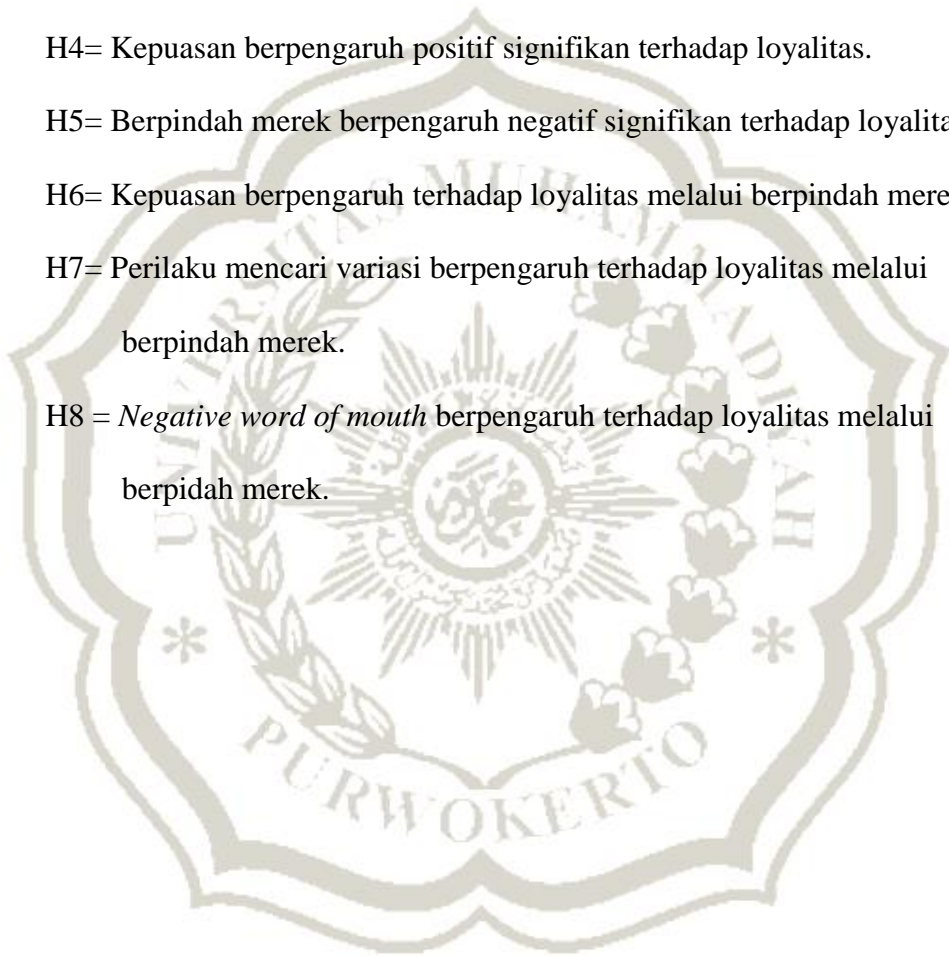 H4= Kepuasan berpengaruh positif signifikan terhadap loyalitas.
H5= Berpindah merek berpengaruh negatif signifikan terhadap
H6= Kepuasan berpengaruh terhadap loyalitas melalui berpindah
H7= Perilaku mencari variasi berpengaruh terhadap loyalitas melalui
berpindah merek.
H8 = Negative word of mouth berpengaruh terhadap loyalitas melalui
berpidah merek.
UNIVERSITAS MUHAMMADIYAH
* *
PURWOKERTO